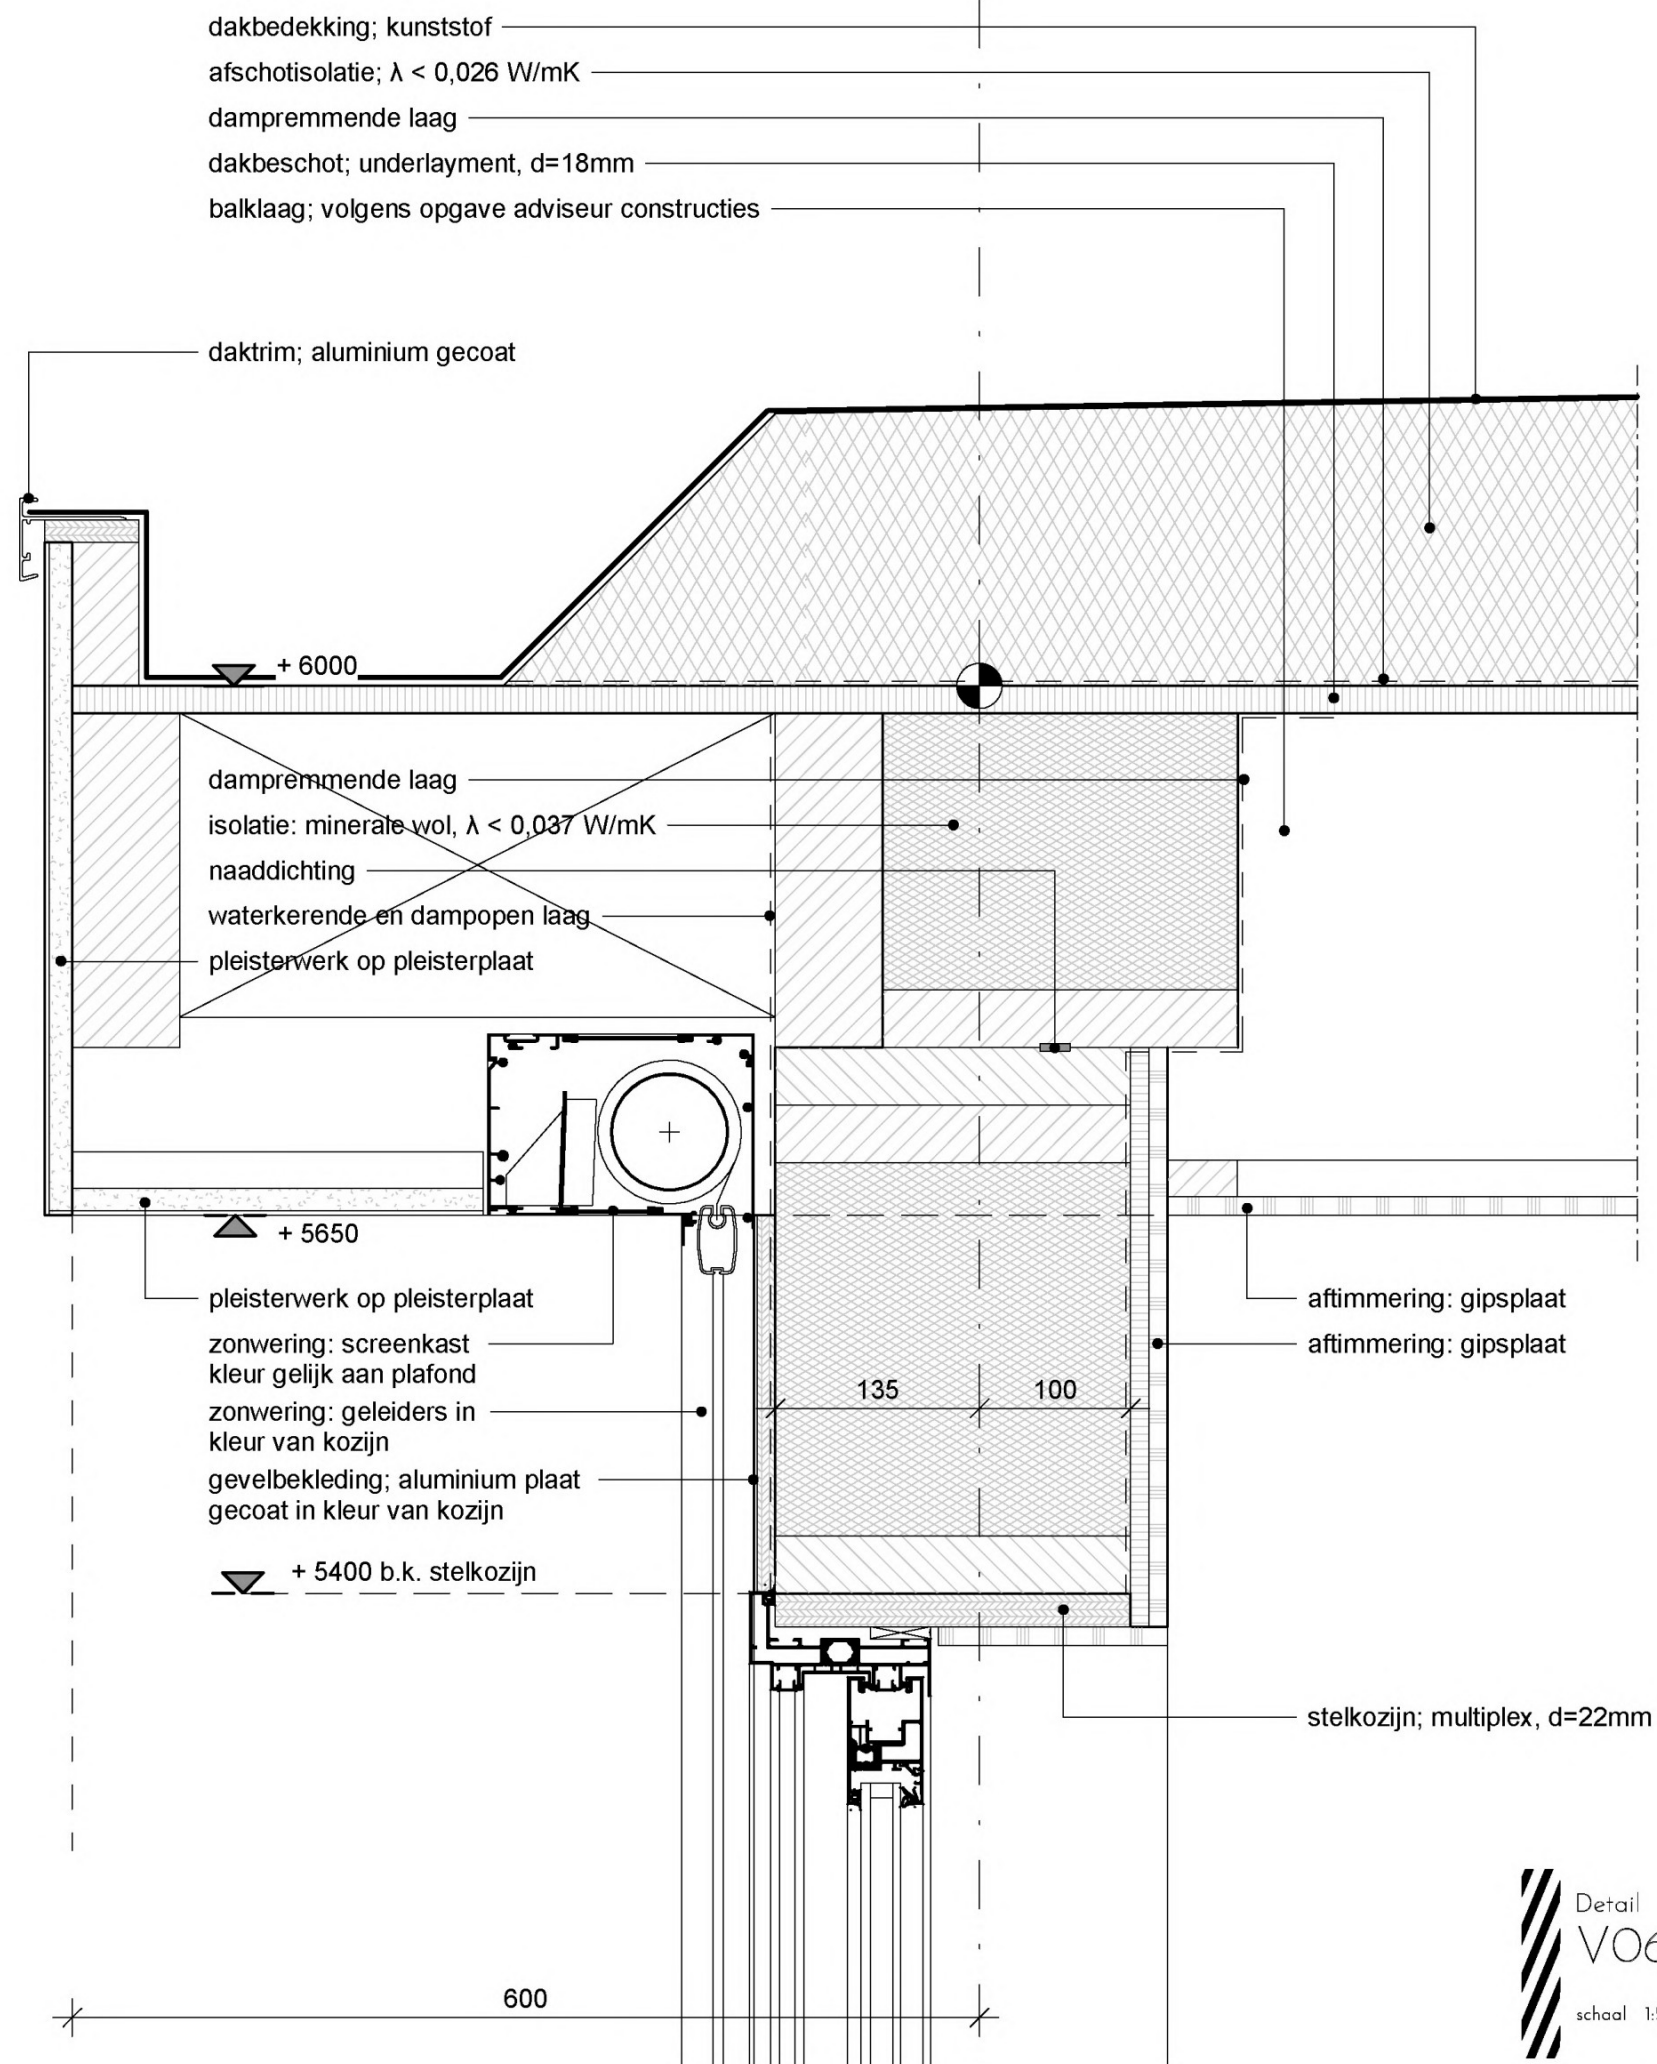 dakbedekking; kunststof
afschotisolatie; λ < 0,026 W/mK
dampremmende laag
dakbeschot; underlayment, d=18mm
balklaag; volgens opgave adviseur constructies
daktrim; aluminium gecoat
+ 6000
dampremmende laag
isolatie: minerale wol, λ < 0,037 W/mK
naaddichting
waterkerende en dampopen laag
pleisterwerk op pleisterplaat
+ 5650
pleisterwerk op pleisterplaat
zonwering: screenkast
kleur gelijk aan plafond
zonwering: geleiders in
kleur van kozijn
gevelbekleding; aluminium plaat
gecoat in kleur van kozijn
+ 5400 b.k. stelkozijn
aftimmering: gipsplaat
aftimmering: gipsplaat
135
100
stelkozijn; multiplex, d=22mm
600
Detail
V06
schaal